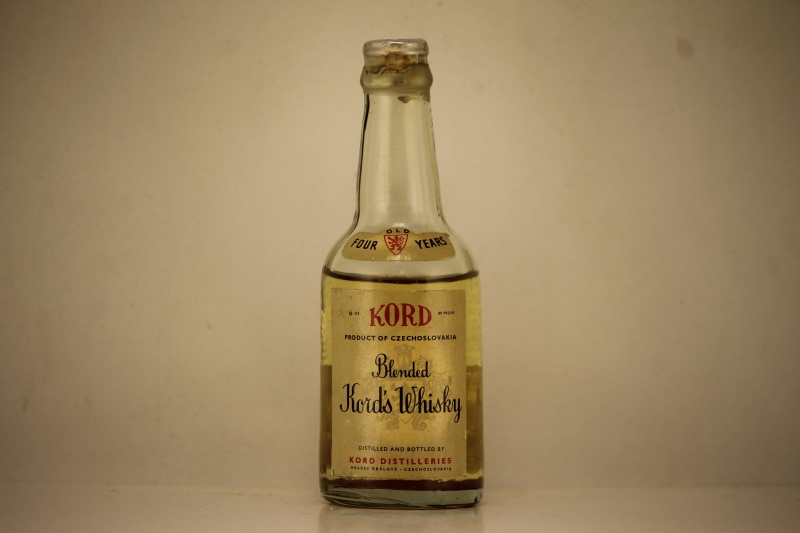 OLD
FOUR YEARS
KORD
PRODUCT OF CZECHOSLOVAKIA
Blended
Kord's Whisky
DISTILLED AND BOTTLED BY
KORD DISTILLERIES
HRADEC KRÁLOVÉ - CZECHOSLOVAKIA